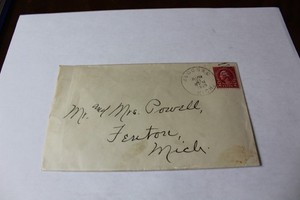 Mr. and Mrs. Powell,
Fenton,
Mich.